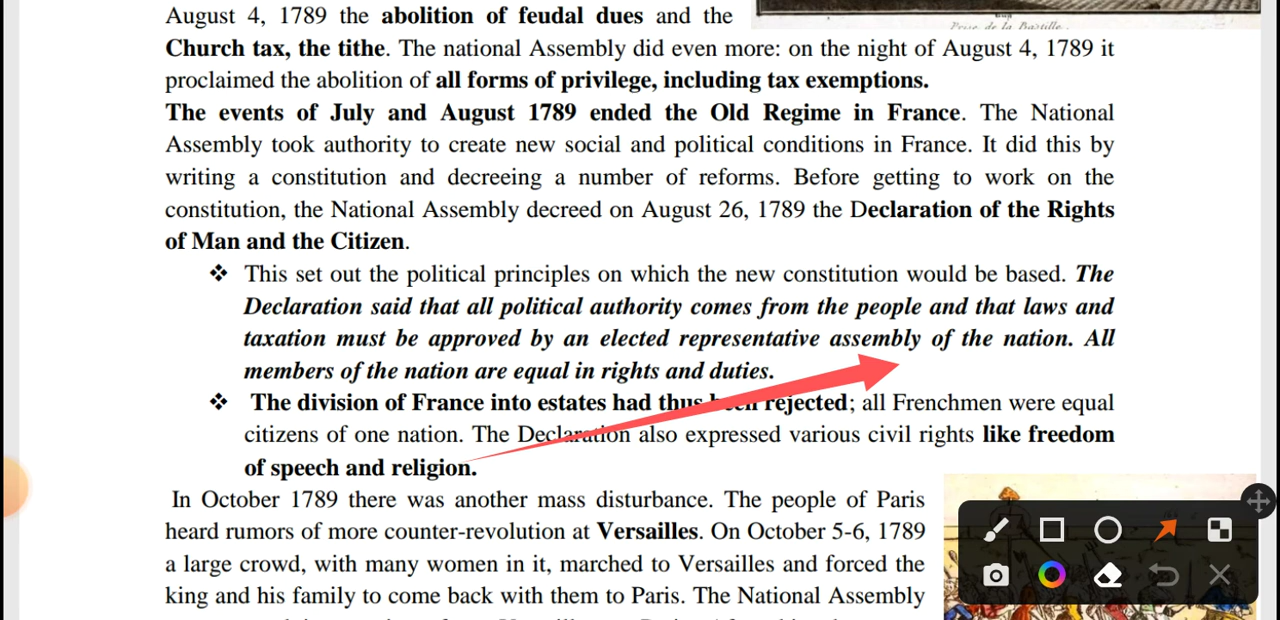 August 4, 1789 the abolition of feudal dues and the
Prise de la Bastille.
Church tax, the tithe. The national Assembly did even more: on the night of August 4, 1789 it
proclaimed the abolition of all forms of privilege, including tax exemptions.
The events of July and August 1789 ended the Old Regime in France. The National
Assembly took authority to create new social and political conditions in France. It did this by
writing a constitution and decreeing a number of reforms. Before getting to work on the
constitution, the National Assembly decreed on August 26, 1789 the Declaration of the Rights
of Man and the Citizen.
❖ This set out the political principles on which the new constitution would be based. The
Declaration said that all political authority comes from the people and that laws and
taxation must be approved by an elected representative assembly of the nation. All
members of the nation are equal in rights and duties.
❖ The division of France into estates had thus been rejected; all Frenchmen were equal
citizens of one nation. The Declaration also expressed various civil rights like freedom
of speech and religion.
In October 1789 there was another mass disturbance. The people of Paris
heard rumors of more counter-revolution at Versailles. On October 5-6, 1789
a large crowd, with many women in it, marched to Versailles and forced the
king and his family to come back with them to Paris. The National Assembly